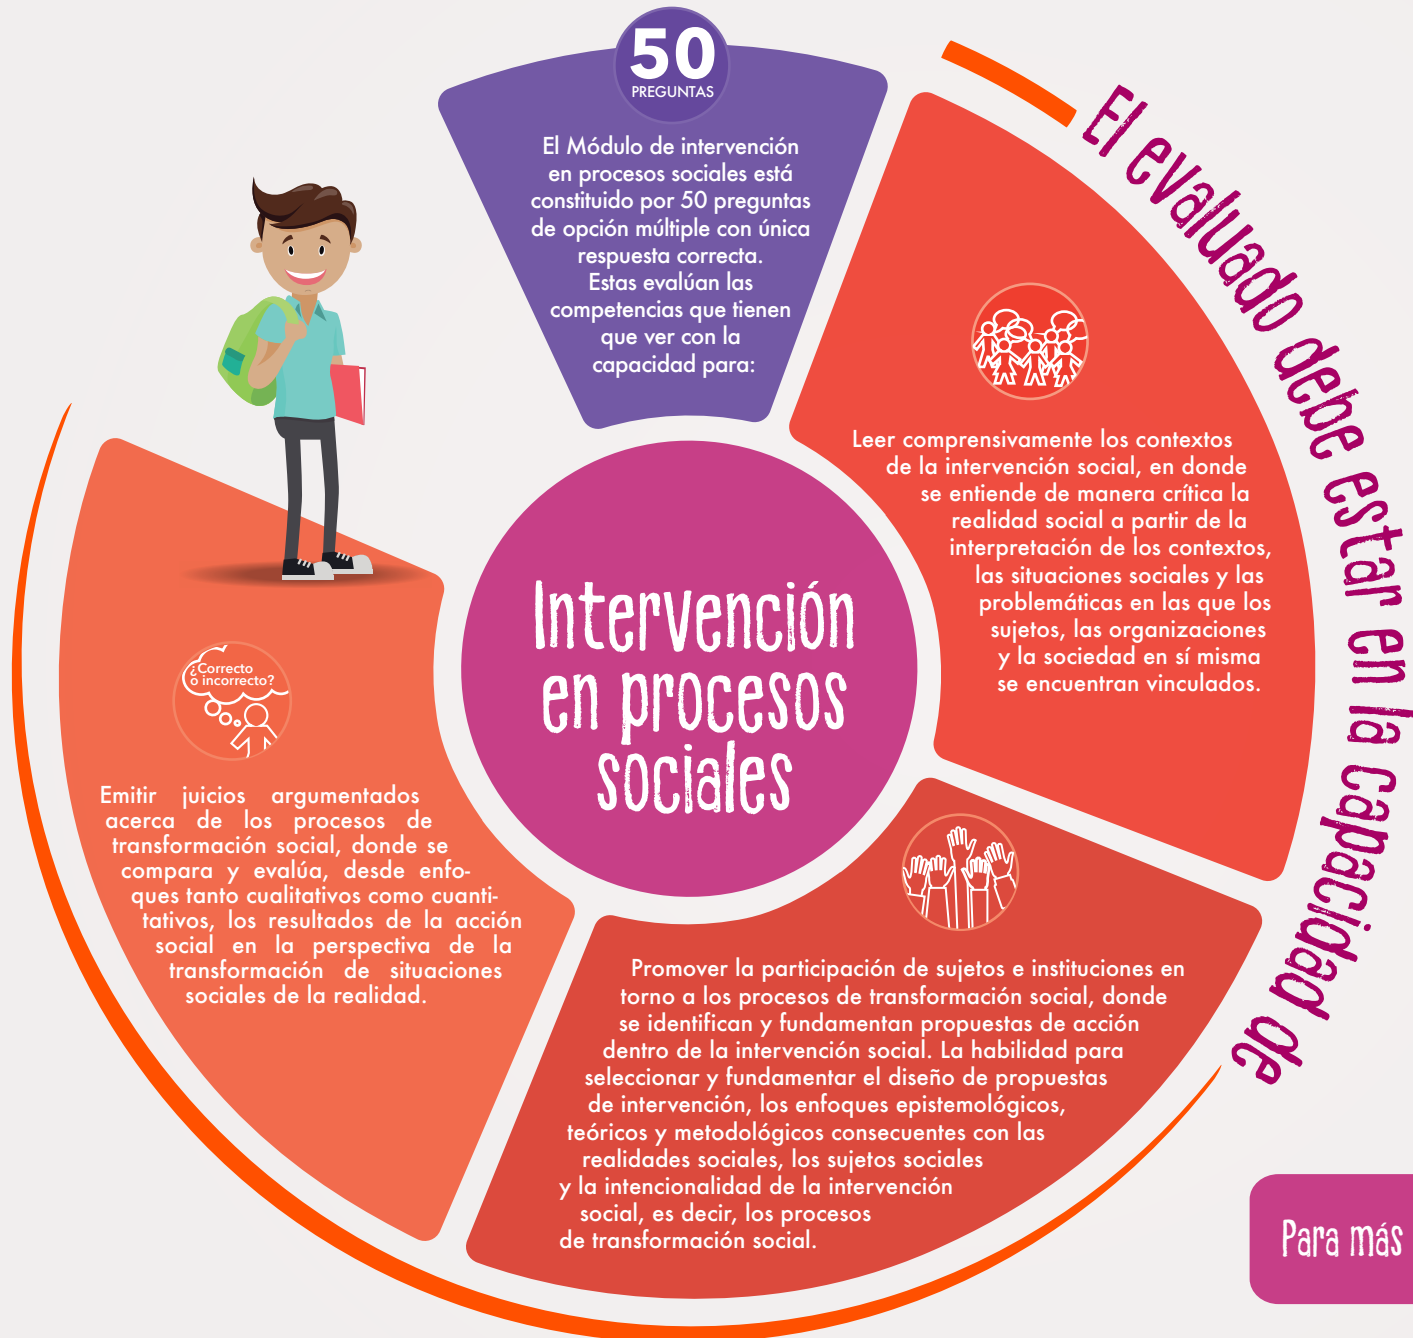 50
PREGUNTAS
El Módulo de intervención
en procesos sociales está
constituido por 50 preguntas
de opción múltiple con única
respuesta correcta.
Estas evalúan las
competencias que tienen
que ver con la
capacidad para:
El evaluado debe estar en la capacidad de
Leer comprensivamente los contextos
de la intervención social, en donde
se entiende de manera crítica la
realidad social a partir de la
interpretación de los contextos,
las situaciones sociales y las
problemáticas en las que los
sujetos, las organizaciones
y la sociedad en sí misma
se encuentran vinculados.
Intervención
en procesos
sociales
Promover la participación de sujetos e instituciones en
torno a los procesos de transformación social, donde
se identifican y fundamentan propuestas de acción
dentro de la intervención social. La habilidad para
seleccionar y fundamentar el diseño de propuestas
de intervención, los enfoques epistemológicos,
teóricos y metodológicos consecuentes con las
realidades sociales, los sujetos sociales
y la intencionalidad de la intervención
social, es decir, los procesos
de transformación social.
¿Correcto
o incorrecto?
Emitir juicios argumentados
acerca de los procesos de
transformación social, donde se
compara y evalúa, desde enfo-
ques tanto cualitativos como cuanti-
tativos, los resultados de la acción
social en la perspectiva de la
transformación de situaciones
sociales de la realidad.
Para más